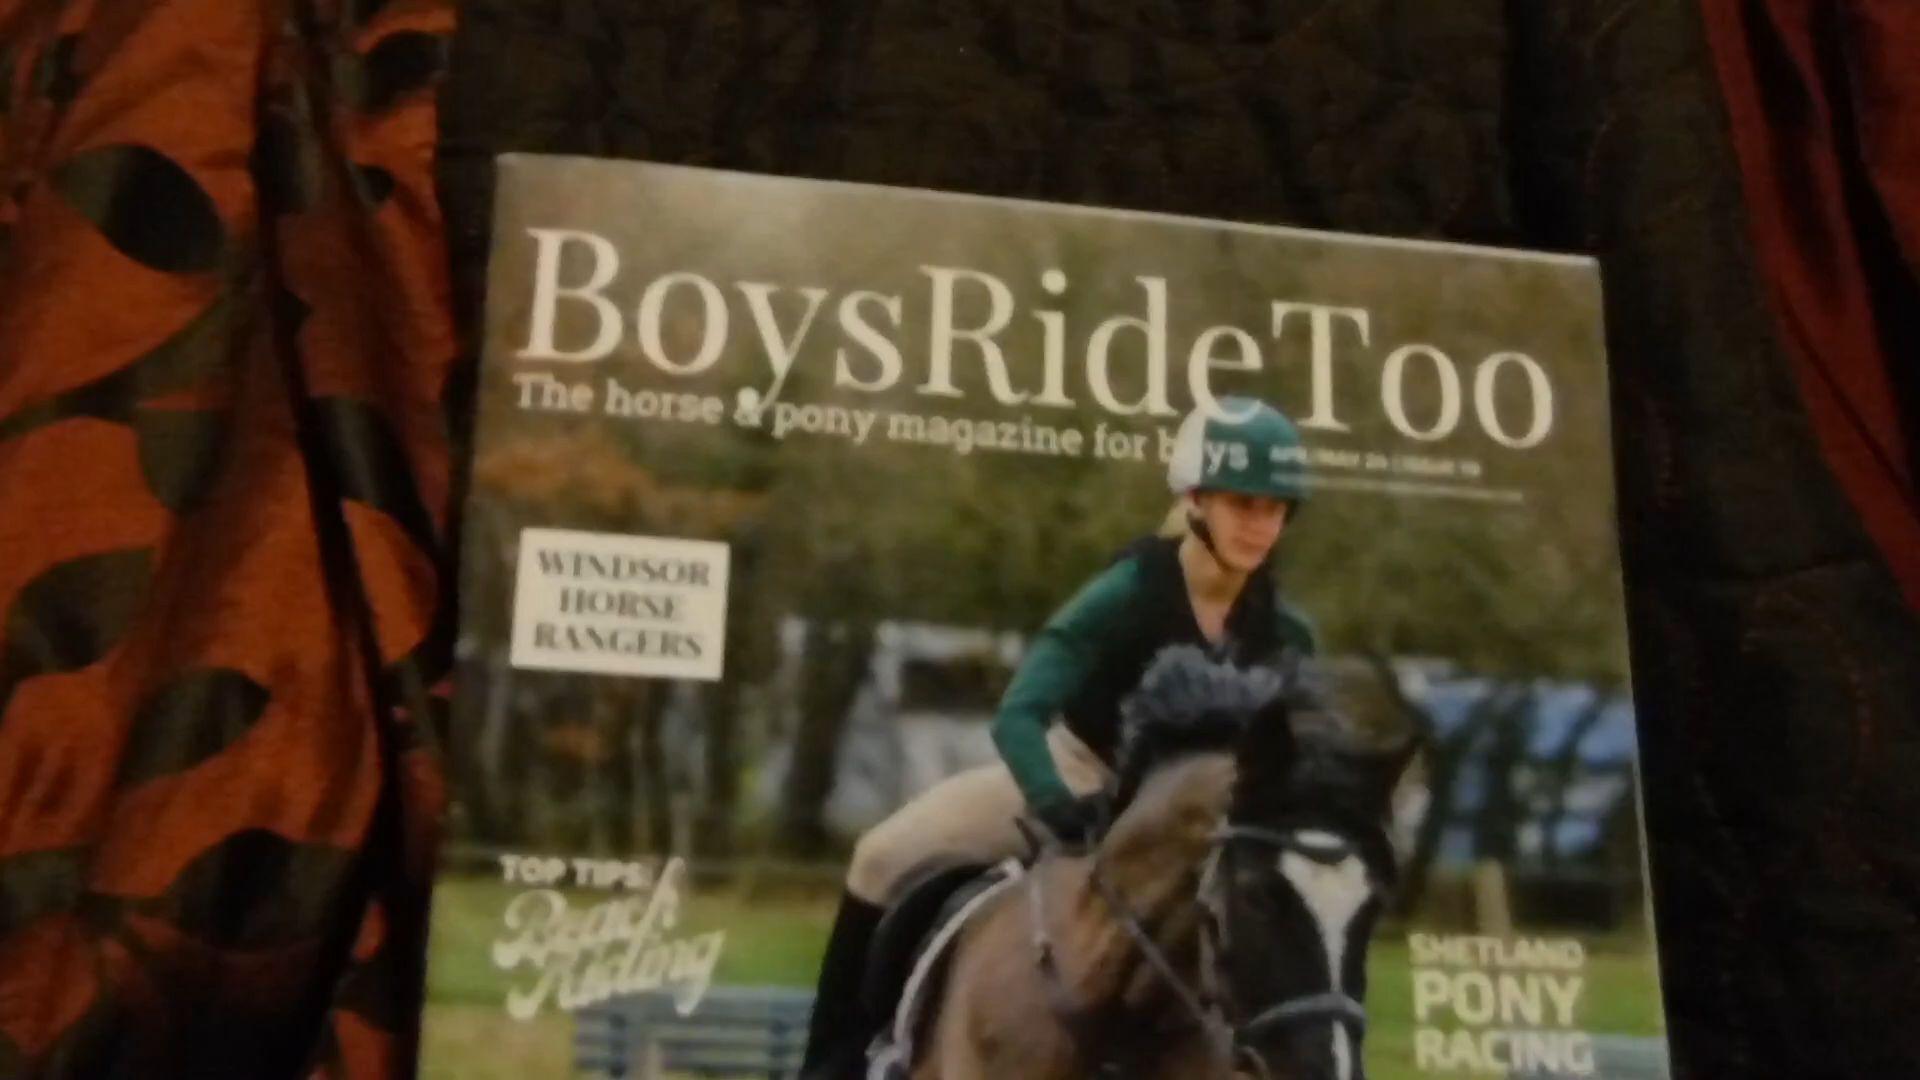 BoysRideToo
The horse & pony magazine for boys
WINDSOR
HORSE
RANGERS
TOP TIPS:
Beach
Riding
SHETLAND
PONY
RACING